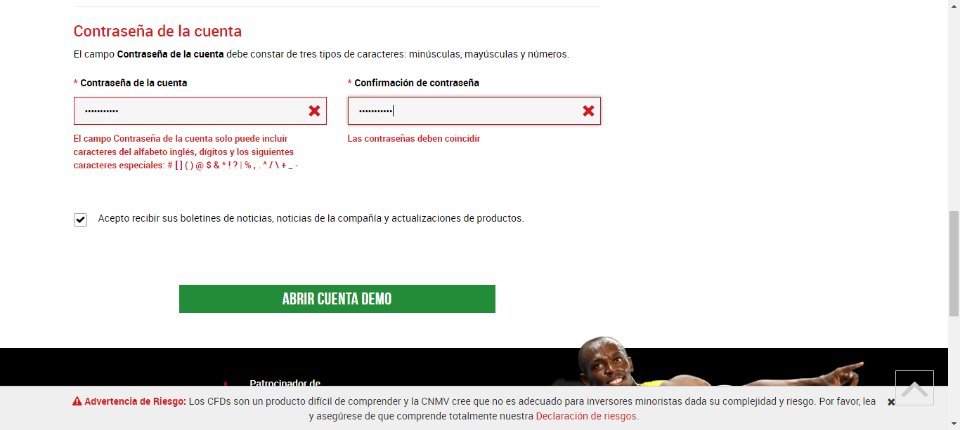 Contraseña de la cuenta
El campo Contraseña de la cuenta debe constar de tres tipos de caracteres: minúsculas, mayúsculas y números.
* Contraseña de la cuenta
* Confirmación de contraseña
•••••••••••
•••••••••••
El campo Contraseña de la cuenta solo puede incluir
caracteres del alfabeto inglés, dígitos y los siguientes
caracteres especiales: # [ ] ( ) @ $ & * ! ? | % , . ^ / \ + _ -
Las contraseñas deben coincidir
Acepto recibir sus boletines de noticias, noticias de la compañía y actualizaciones de productos.
ABRIR CUENTA DEMO
Patrocinador de
Advertencia de Riesgo: Los CFDs son un producto difícil de comprender y la CNMV cree que no es adecuado para inversores minoristas dada su complejidad y riesgo. Por favor, lea
y asegúrese de que comprende totalmente nuestra Declaración de riesgos.